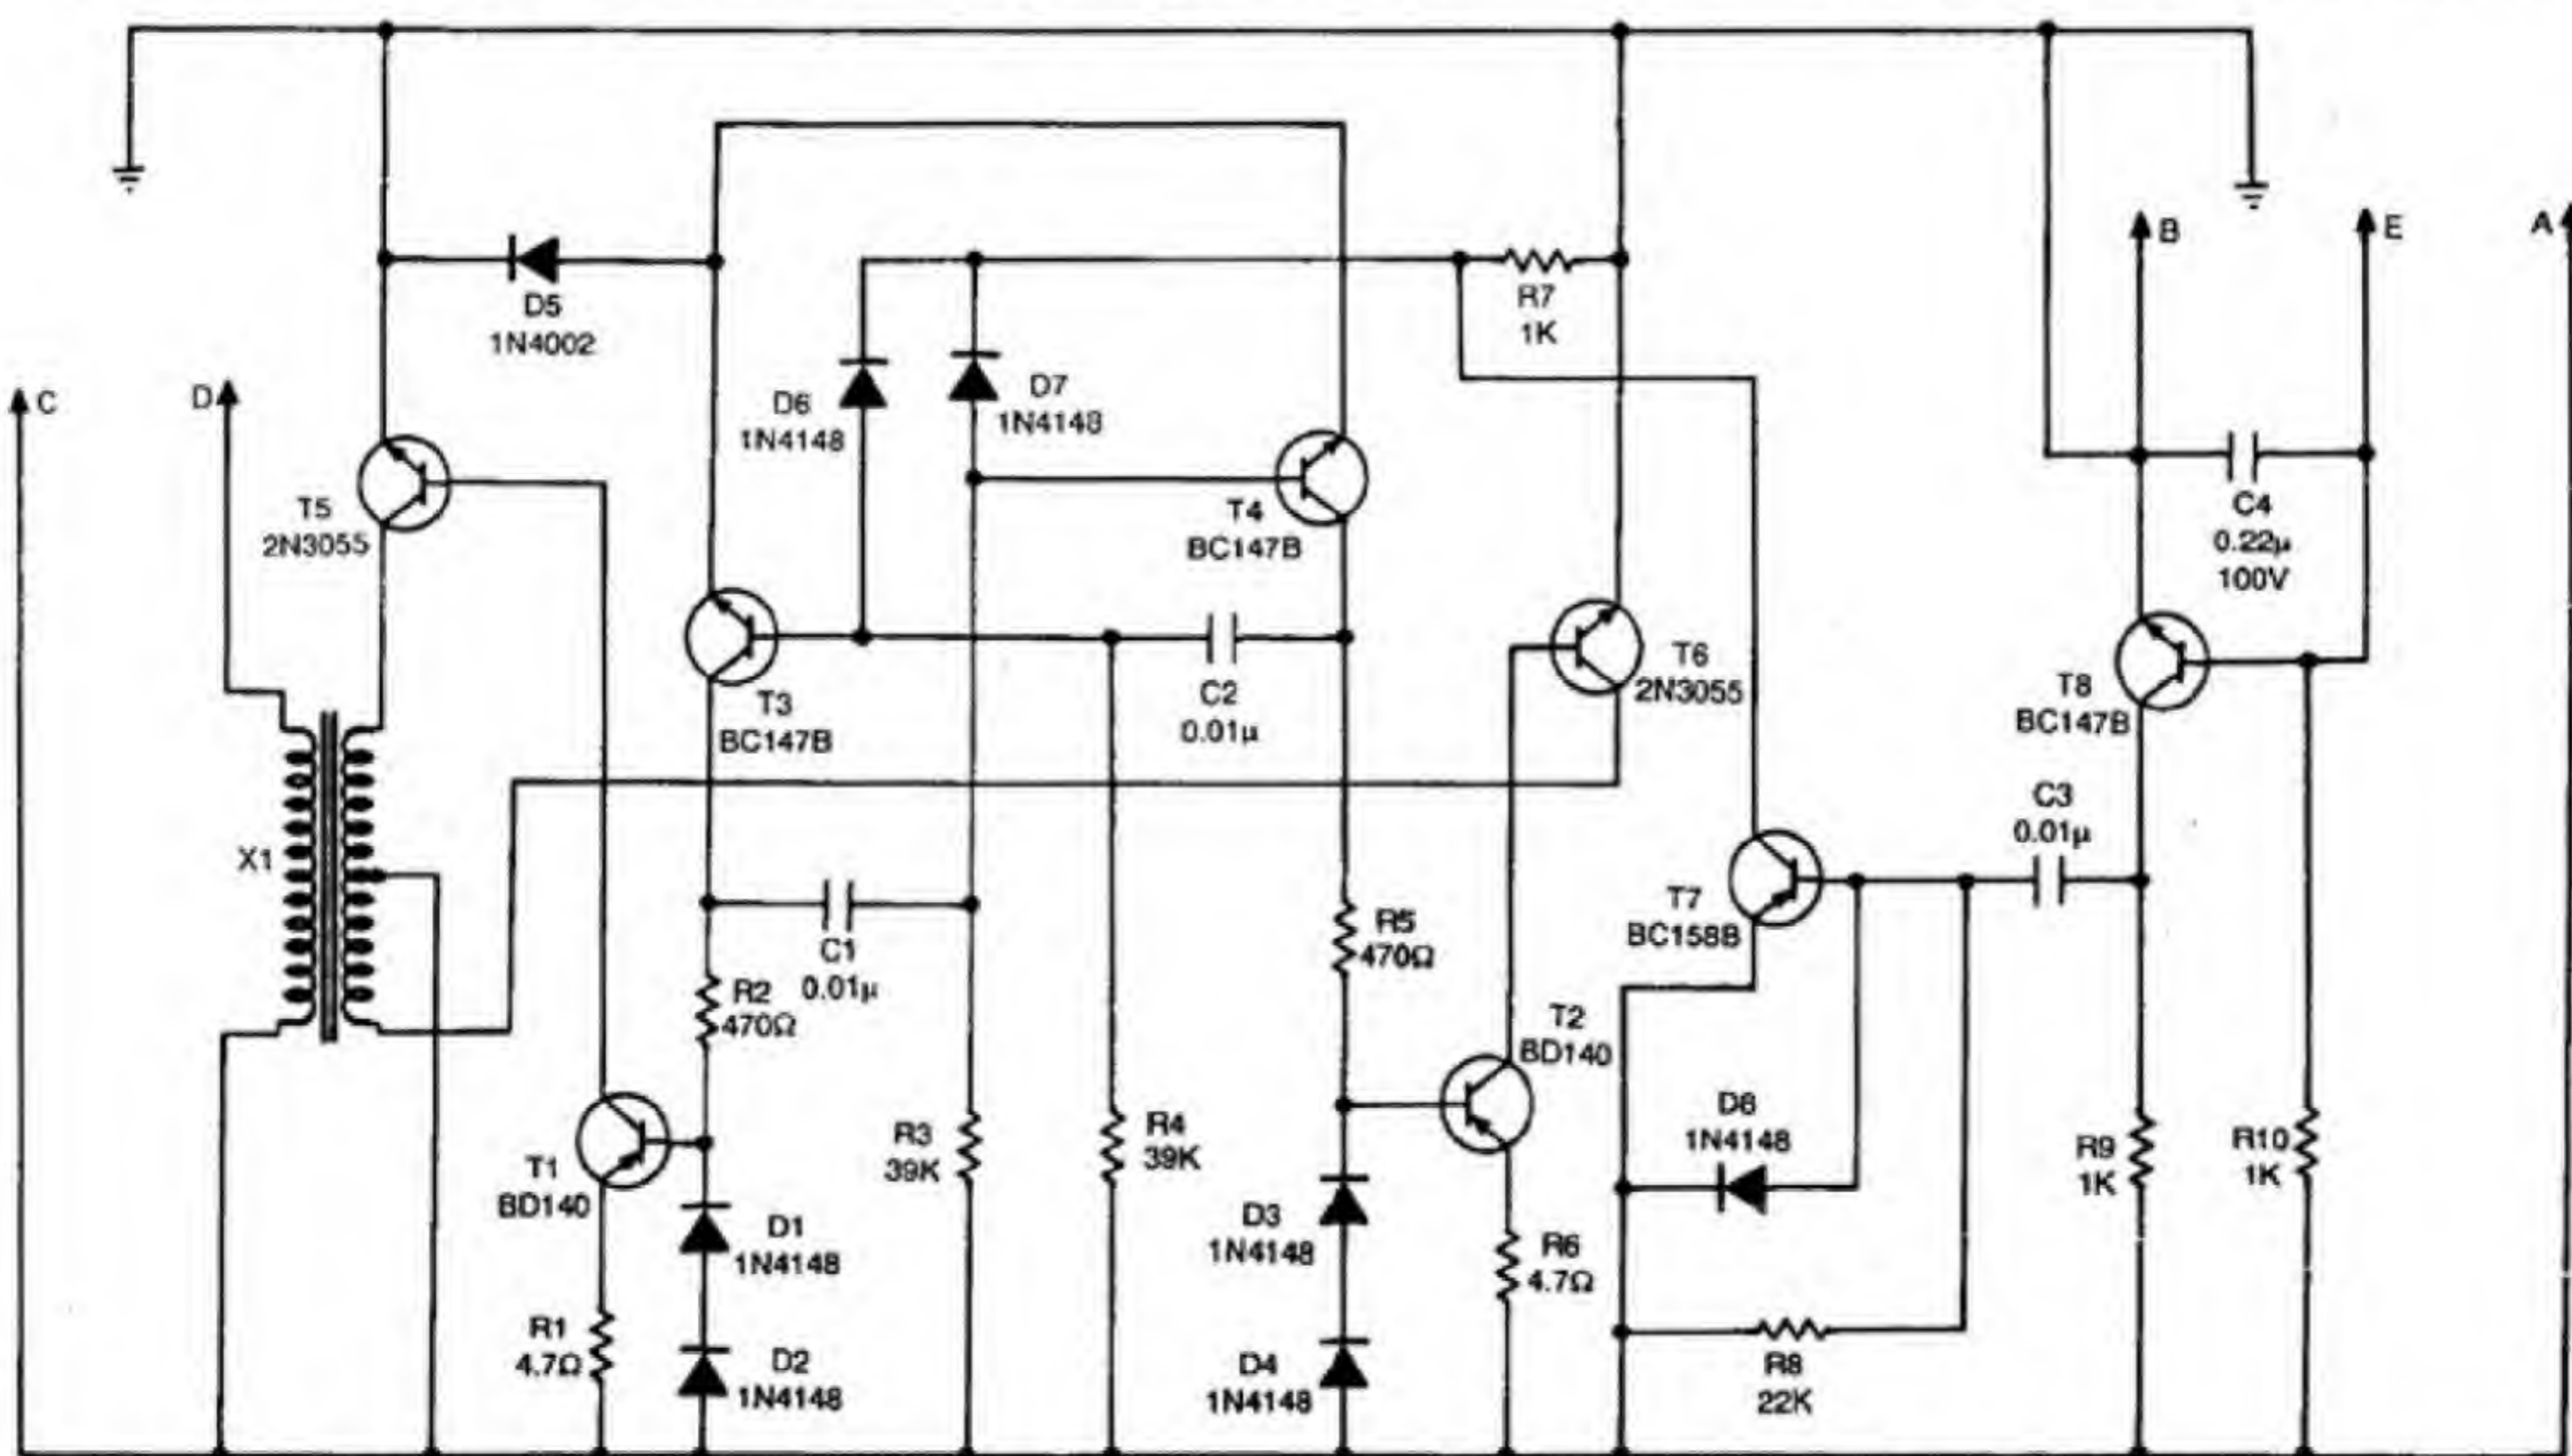 B
E
A
D5
1N4002
R7
1K
C
D
D6
1N4148
D7
1N4148
T5
2N3055
T4
BC147B
C4
0.22µ
100V
T3
BC147B
C2
0.01µ
T6
2N3055
T8
BC147B
X1
C3
0.01µ
T7
BC158B
C1
0.01µ
R2
470Ω
R5
470Ω
T2
BD140
T1
BD140
R3
39K
R4
39K
D8
1N4148
R9
1K
R10
1K
D1
1N4148
D3
1N4148
R6
4.7Ω
R1
4.7Ω
D2
1N4148
D4
1N4148
R8
22K